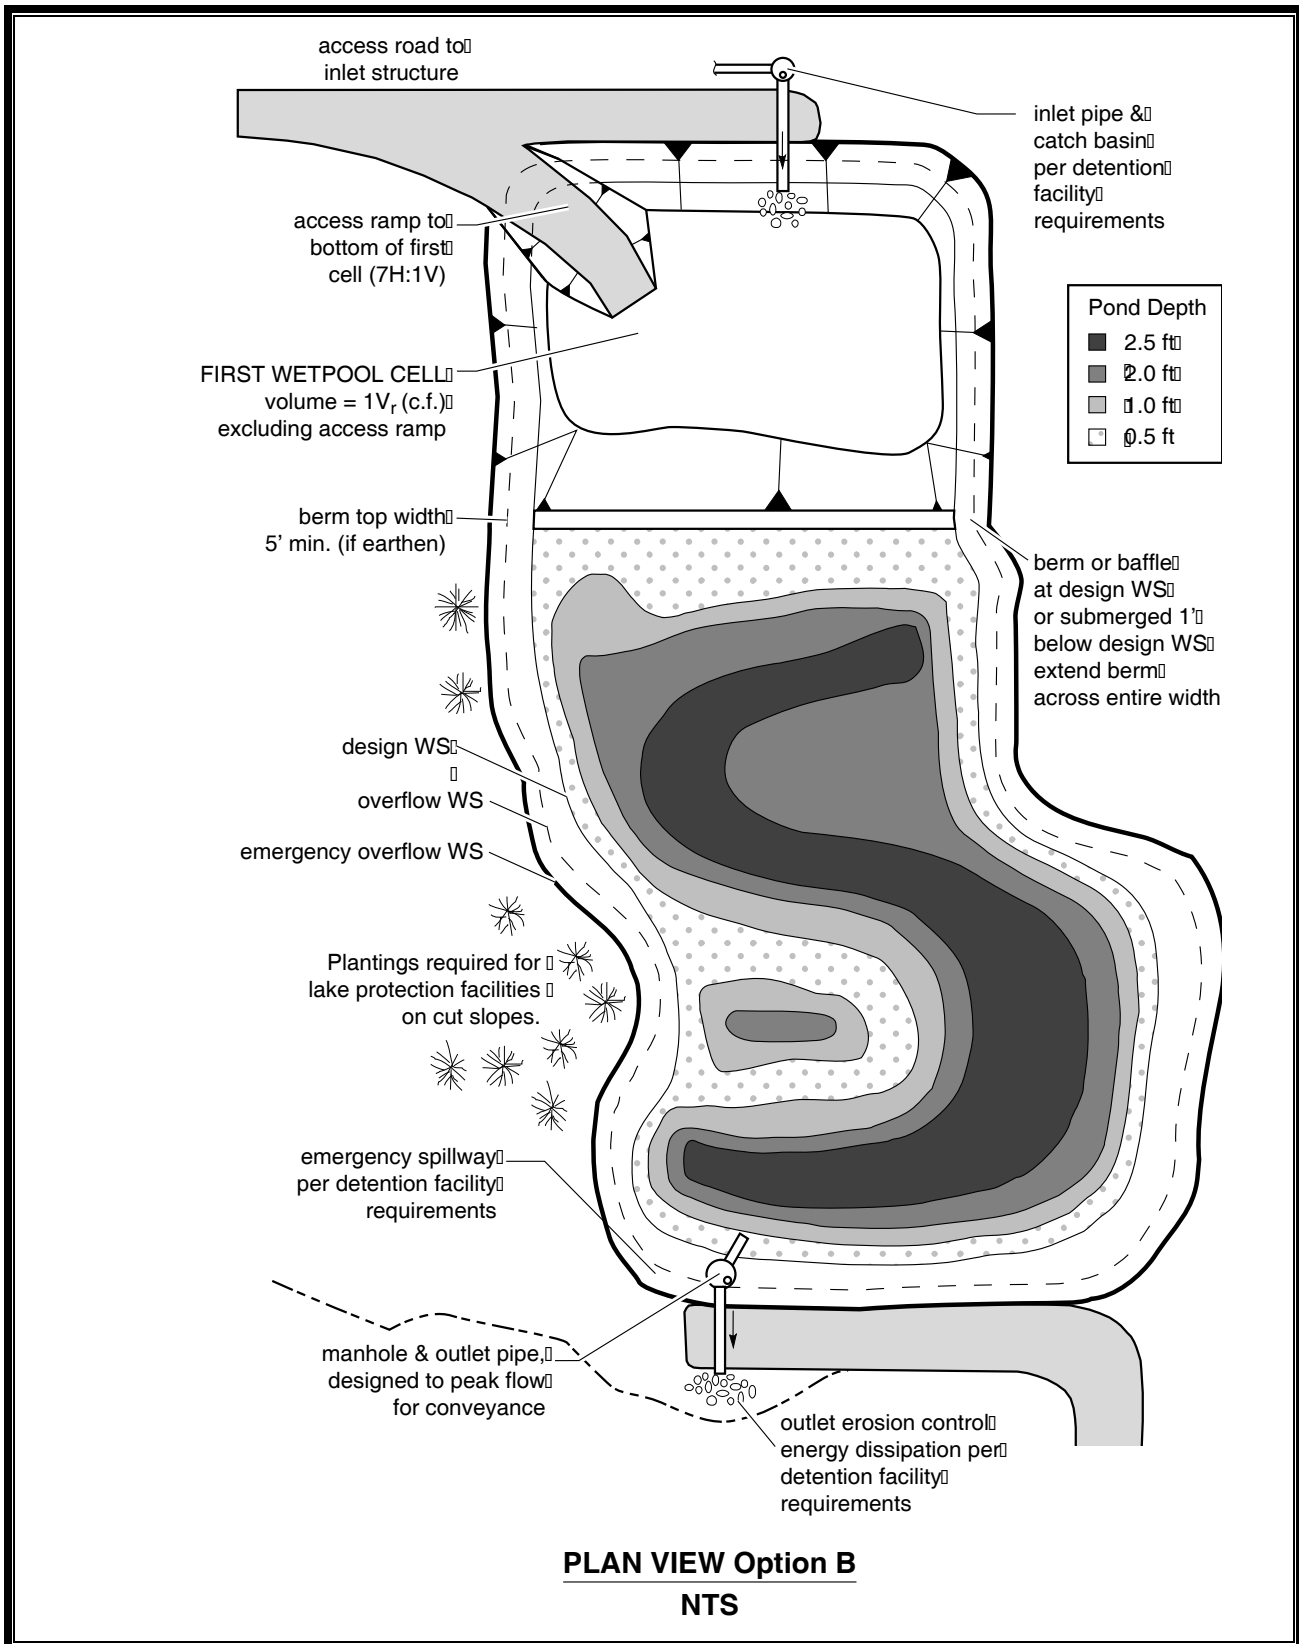 access road to
inlet structure
inlet pipe &
catch basin
per detention
facility
requirements
access ramp to
bottom of first
cell (7H:1V)
Pond Depth
2.5 ft
2.0 ft
1.0 ft
0.5 ft
FIRST WETPOOL CELL
volume = 1Vr (c.f.)
excluding access ramp
berm top width
5' min. (if earthen)
berm or baffle
at design WS
or submerged 1'
below design WS
extend berm
across entire width
design WS
overflow WS
emergency overflow WS
Plantings required for
lake protection facilities
on cut slopes.
emergency spillway
per detention facility
requirements
manhole & outlet pipe,
designed to peak flow
for conveyance
outlet erosion control
energy dissipation per
detention facility
requirements
PLAN VIEW Option B
NTS